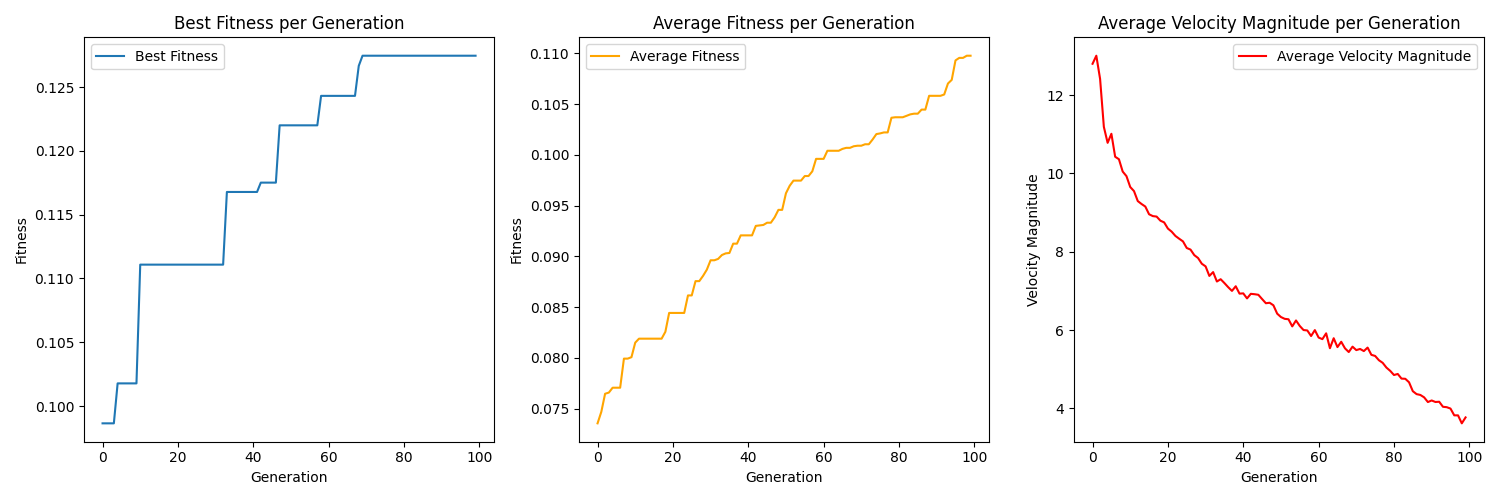 Best Fitness per Generation
Best Fitness
0.125
0.120
0.115
0.110
0.105
0.100
Fitness
0 20 40 60 80 100
Generation
Average Fitness per Generation
Average Fitness
0.110
0.105
0.100
0.095
0.090
0.085
0.080
0.075
Fitness
0 20 40 60 80 100
Generation
Average Velocity Magnitude per Generation
Average Velocity Magnitude
12
10
8
6
4
Velocity Magnitude
0 20 40 60 80 100
Generation